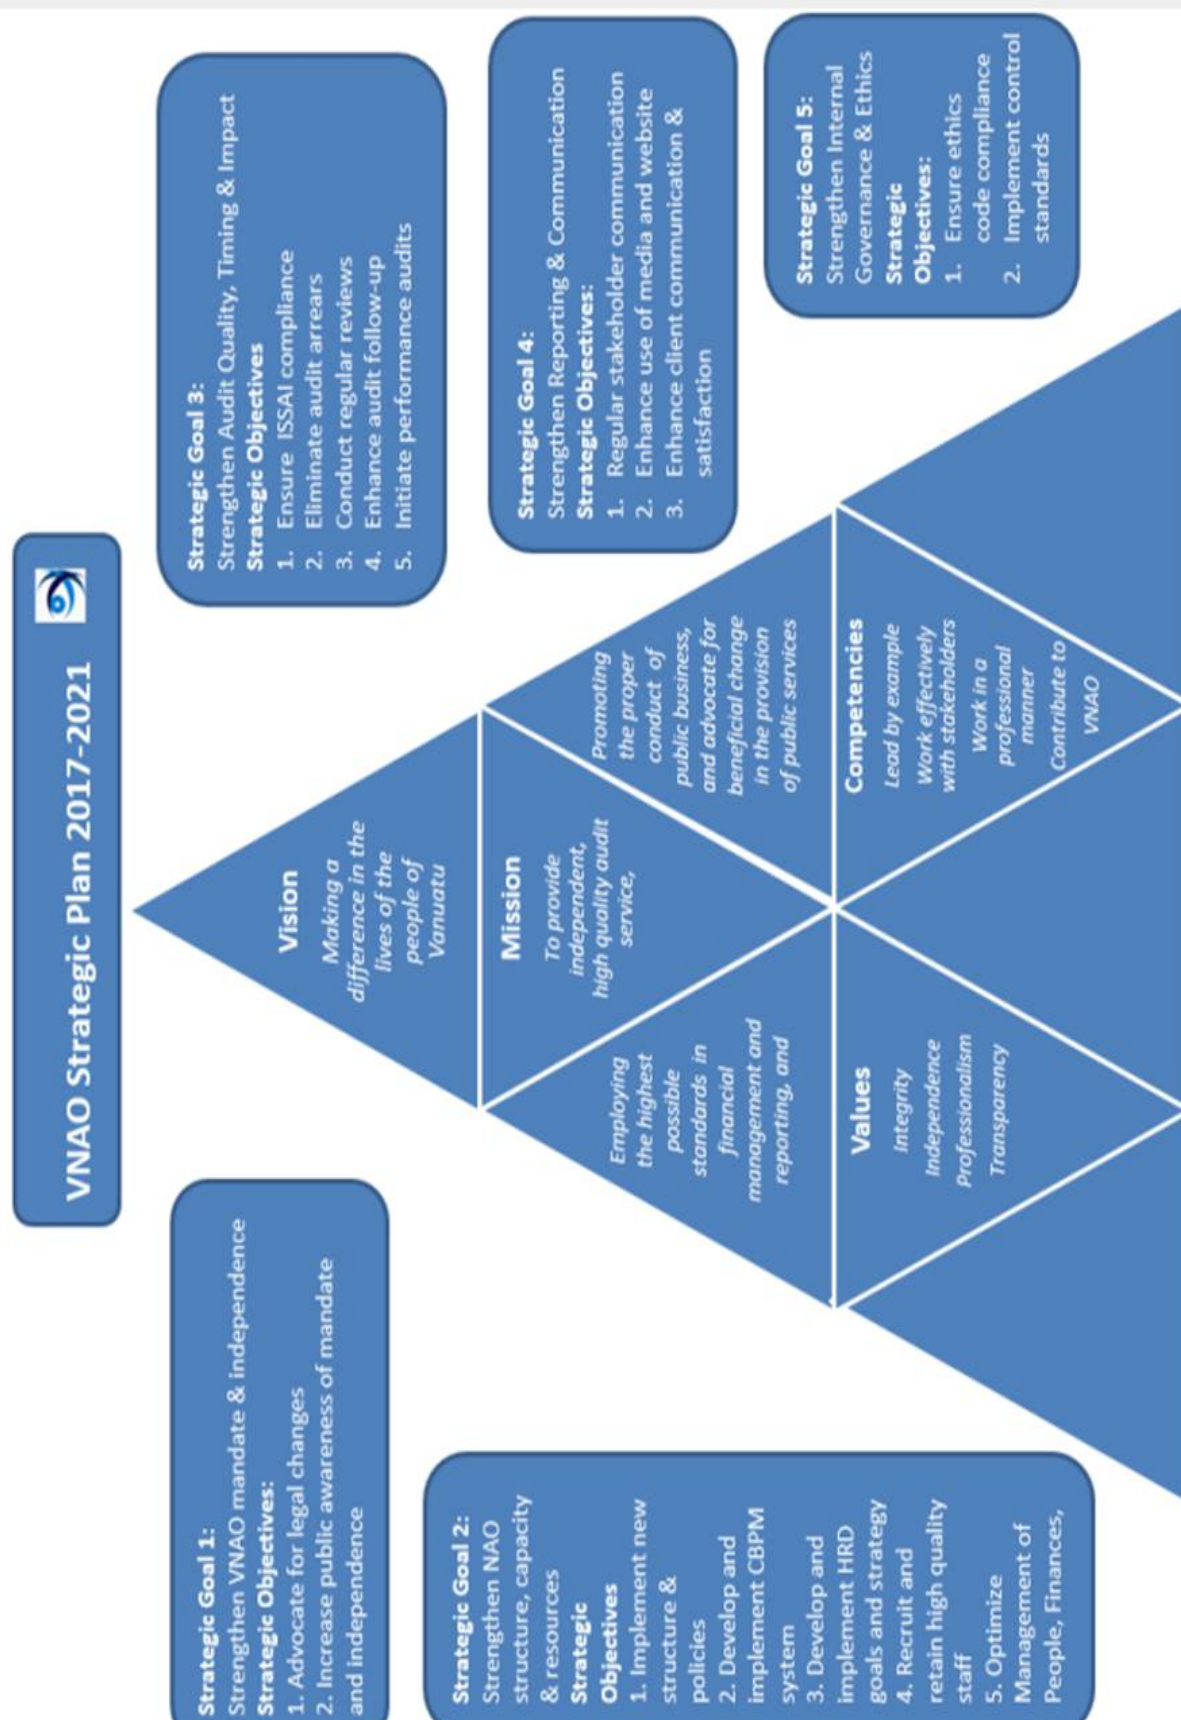 VNAO Strategic Plan 2017-2021
Strategic Goal 1:
Strengthen VNAO mandate & independence
Strategic Objectives:
1. Advocate for legal changes
2. Increase public awareness of mandate
and independence
Strategic Goal 2:
Strengthen NAO
structure, capacity
& resources
Strategic
Objectives
1. Implement new
structure &
policies
2. Develop and
implement CBPM
system
3. Develop and
implement HRD
goals and strategy
4. Recruit and
retain high quality
staff
5. Optimize
Management of
People, Finances,
Vision
Making a
difference in the
lives of the
people of
Vanuatu
Mission
To provide
independent,
high quality audit
service,
Employing
the highest
possible
standards in
financial
management and
reporting, and
Promoting
the proper
conduct of
public business,
and advocate for
beneficial change
in the provision
of public services
Values
Integrity
Independence
Professionalism
Transparency
Competencies
Lead by example
Work effectively
with stakeholders
Work in a
professional
manner
Contribute to
VNAO
Strategic Goal 3:
Strengthen Audit Quality, Timing & Impact
Strategic Objectives
1. Ensure ISSAI compliance
2. Eliminate audit arrears
3. Conduct regular reviews
4. Enhance audit follow-up
5. Initiate performance audits
Strategic Goal 4:
Strengthen Reporting & Communication
Strategic Objectives:
1. Regular stakeholder communication
2. Enhance use of media and website
3. Enhance client communication &
satisfaction
Strategic Goal 5:
Strengthen Internal
Governance & Ethics
Strategic
Objectives:
1. Ensure ethics
code compliance
2. Implement control
standards